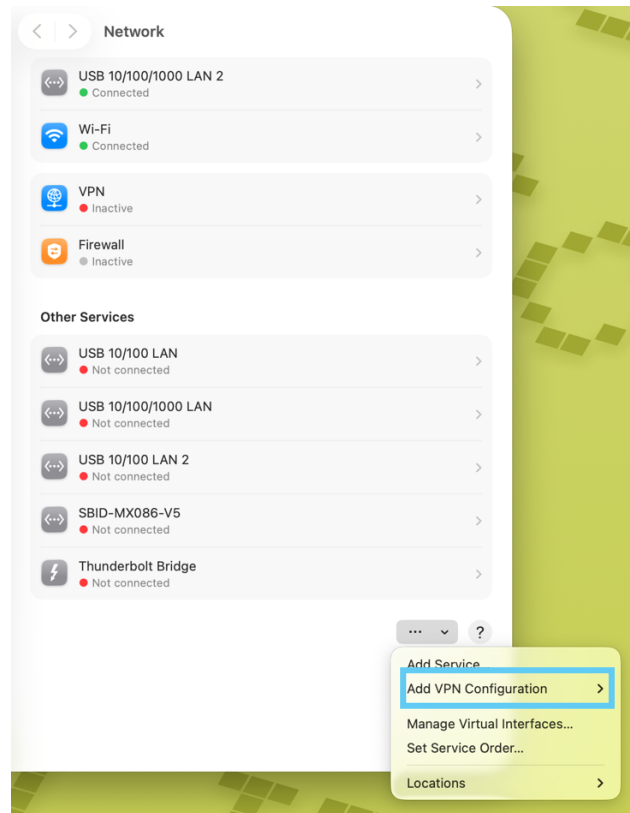 Network
USB 10/100/1000 LAN 2
Connected
Wi-Fi
Connected
VPN
Inactive
Firewall
Inactive
Other Services
USB 10/100 LAN
Not connected
USB 10/100/1000 LAN
Not connected
USB 10/100 LAN 2
Not connected
SBID-MX086-V5
Not connected
Thunderbolt Bridge
Not connected
... ?
Add Service
Add VPN Configuration
Manage Virtual Interfaces...
Set Service Order...
Locations